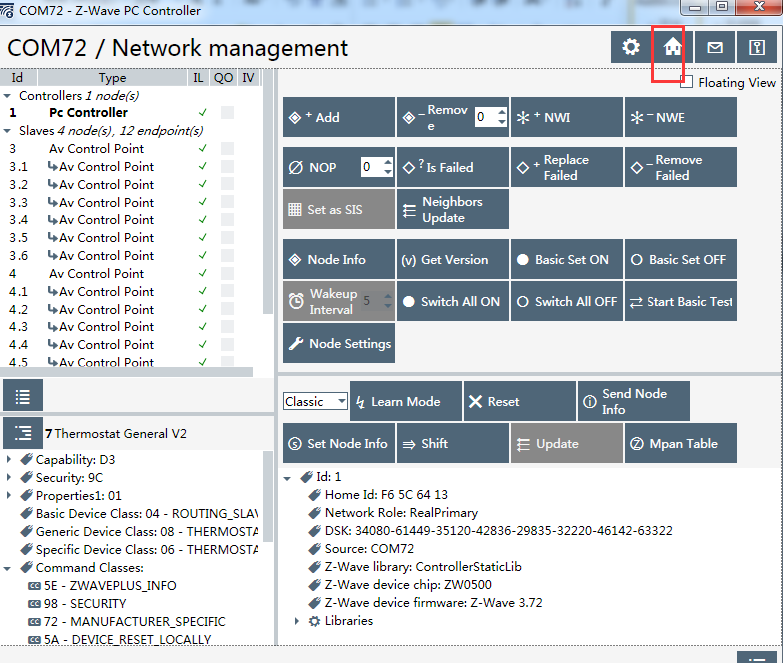 COM72 - Z-Wave PC Controller
COM72 / Network management
Floating View
Id Type IL QO IV
Controllers 1 node(s)
1 Pc Controller
Slaves 4 node(s), 12 endpoint(s)
3 Av Control Point
3.1 Av Control Point
3.2 Av Control Point
3.3 Av Control Point
3.4 Av Control Point
3.5 Av Control Point
3.6 Av Control Point
4 Av Control Point
4.1 Av Control Point
4.2 Av Control Point
4.3 Av Control Point
4.4 Av Control Point
4.5 Av Control Point
7 Thermostat General V2
Capability: D3
Security: 9C
Properties1: 01
Basic Device Class: 04 - ROUTING_SLAV
Generic Device Class: 08 - THERMOSTA
Specific Device Class: 06 - THERMOSTA
Command Classes:
5E - ZWAVEPLUS_INFO
98 - SECURITY
72 - MANUFACTURER_SPECIFIC
5A - DEVICE_RESET_LOCALLY
+ Add
− Remov
e
0
+ NWI
− NWE
NOP 0
? Is Failed
+ Replace
Failed
− Remove
Failed
Set as SIS
Neighbors
Update
Node Info
(v) Get Version
Basic Set ON
Basic Set OFF
Wakeup
Interval
5
Switch All ON
Switch All OFF
Start Basic Test
Node Settings
Classic
Learn Mode
Reset
Send Node
Info
Set Node Info
Shift
Update
Mpan Table
Id: 1
Home Id: F6 5C 64 13
Network Role: RealPrimary
DSK: 34080-61449-35120-42836-29835-32220-46142-63322
Source: COM72
Z-Wave library: ControllerStaticLib
Z-Wave device chip: ZW0500
Z-Wave device firmware: Z-Wave 3.72
Libraries